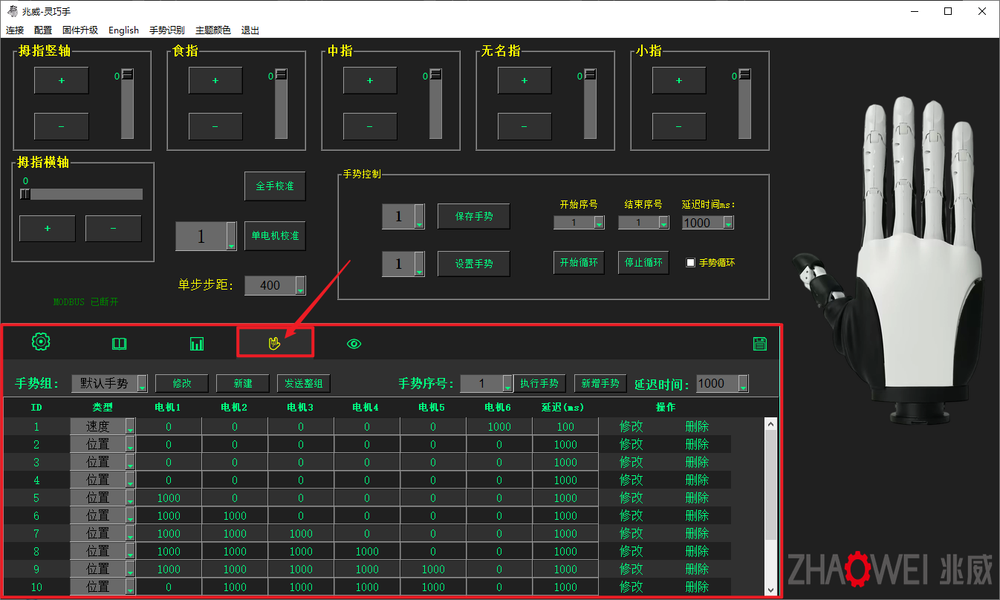 兆威-灵巧手
连接 配置 固件升级 English 手势识别 主题颜色 退出
拇指竖轴 食指 中指 无名指 小指
+ 0 + 0 + 0 + 0 + 0
- - - - -
拇指横轴
0
+ -
全手校准
1 单电机校准
单步步距: 400
MODBUS 已断开
手势控制
1 保存手势
1 设置手势
开始序号 结束序号 延迟时间ms:
1 1 1000
开始循环 停止循环 手势循环
手势组: 默认手势 修改 新建 发送整组 手势序号: 1 执行手势 新增手势 延迟时间: 1000
ID 类型 电机1 电机2 电机3 电机4 电机5 电机6 延迟(ms) 操作
1 速度 0 0 0 0 0 1000 100 修改 删除
2 位置 0 0 0 0 0 0 1000 修改 删除
3 位置 0 0 0 0 0 0 1000 修改 删除
4 位置 0 0 0 0 0 0 1000 修改 删除
5 位置 1000 0 0 0 0 0 1000 修改 删除
6 位置 1000 1000 0 0 0 0 1000 修改 删除
7 位置 1000 1000 1000 0 0 0 1000 修改 删除
8 位置 1000 1000 1000 1000 0 0 1000 修改 删除
9 位置 1000 1000 1000 1000 1000 0 1000 修改 删除
10 位置 0 1000 1000 1000 1000 0 1000 修改 删除
ZHAOWEI 兆威